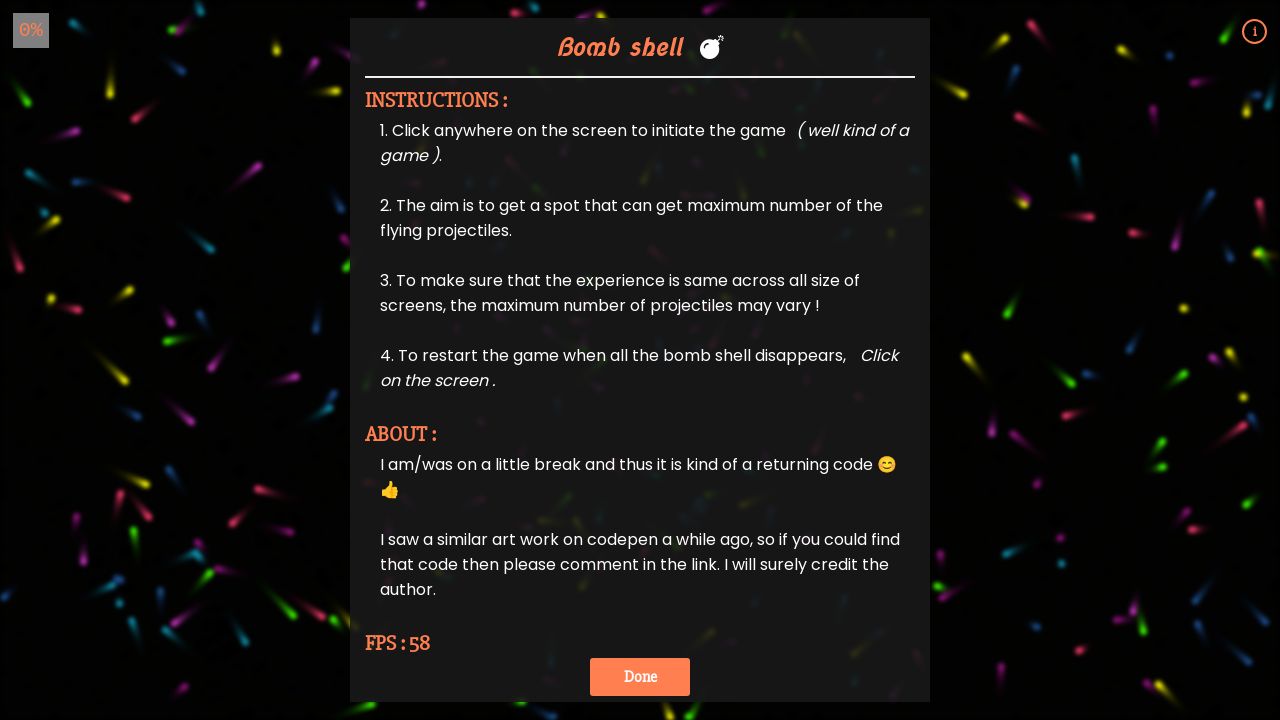 0%
i
Bomb shell 💣
INSTRUCTIONS :
1. Click anywhere on the screen to initiate the game ( well kind of a
game ).
2. The aim is to get a spot that can get maximum number of the
flying projectiles.
3. To make sure that the experience is same across all size of
screens, the maximum number of projectiles may vary !
4. To restart the game when all the bomb shell disappears, Click
on the screen .
ABOUT :
I am/was on a little break and thus it is kind of a returning code 😊
👍
I saw a similar art work on codepen a while ago, so if you could find
that code then please comment in the link. I will surely credit the
author.
FPS : 58
Done